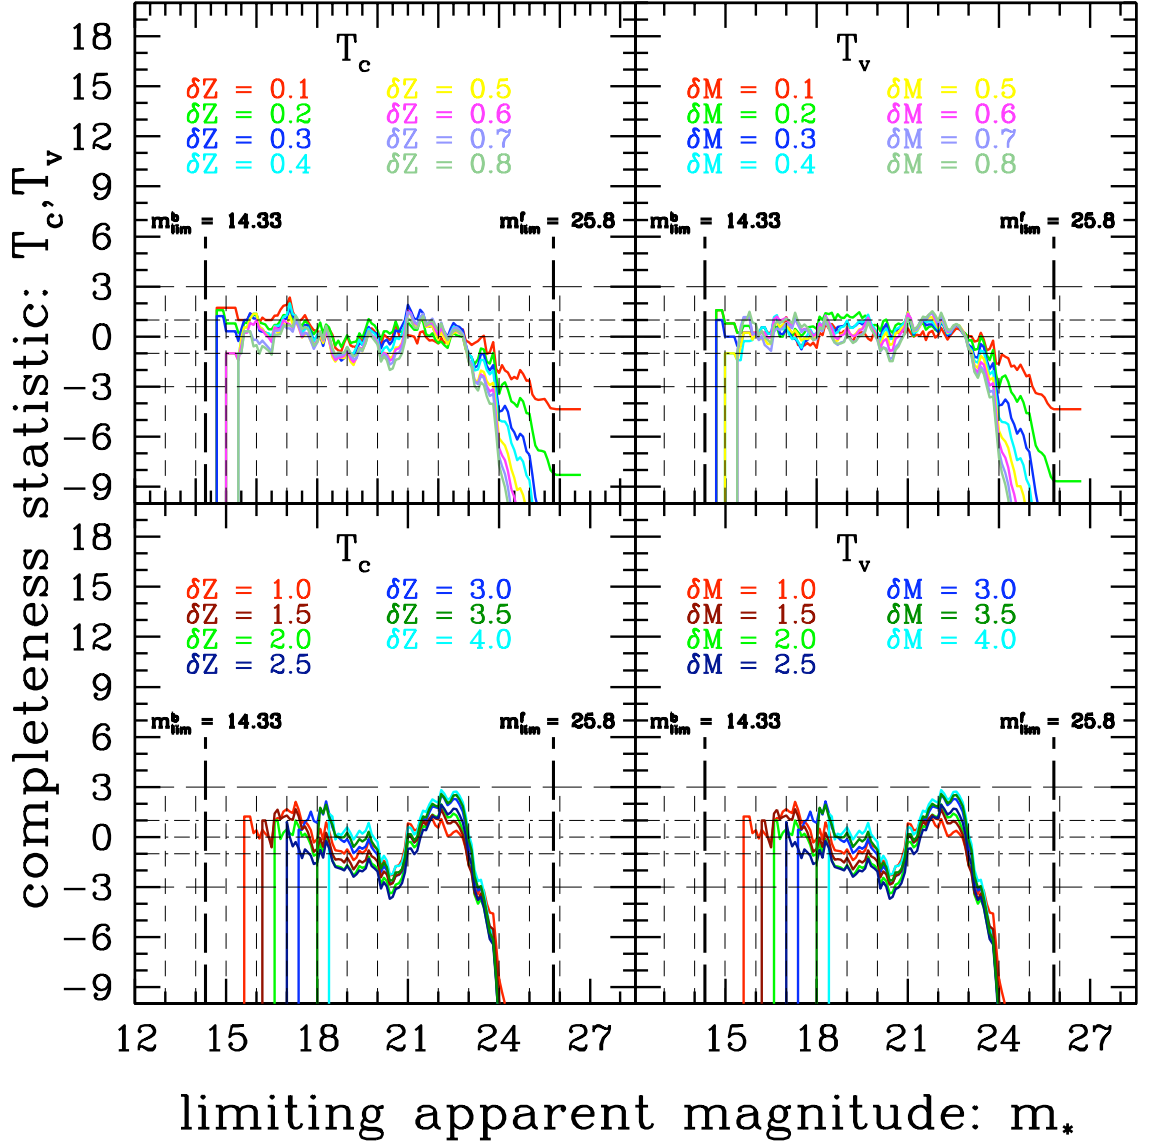 completeness statistic: T_c, T_v
T_c
δZ = 0.1 δZ = 0.5
δZ = 0.2 δZ = 0.6
δZ = 0.3 δZ = 0.7
δZ = 0.4 δZ = 0.8
m^b_lim = 14.33 m^f_lim = 25.8
T_v
δM = 0.1 δM = 0.5
δM = 0.2 δM = 0.6
δM = 0.3 δM = 0.7
δM = 0.4 δM = 0.8
m^b_lim = 14.33 m^f_lim = 25.8
18
15
12
9
6
3
0
−3
−6
−9
T_c
δZ = 1.0 δZ = 3.0
δZ = 1.5 δZ = 3.5
δZ = 2.0 δZ = 4.0
δZ = 2.5
m^b_lim = 14.33 m^f_lim = 25.8
T_v
δM = 1.0 δM = 3.0
δM = 1.5 δM = 3.5
δM = 2.0 δM = 4.0
δM = 2.5
m^b_lim = 14.33 m^f_lim = 25.8
18
15
12
9
6
3
0
−3
−6
−9
12 15 18 21 24 27 15 18 21 24 27
limiting apparent magnitude: m_*